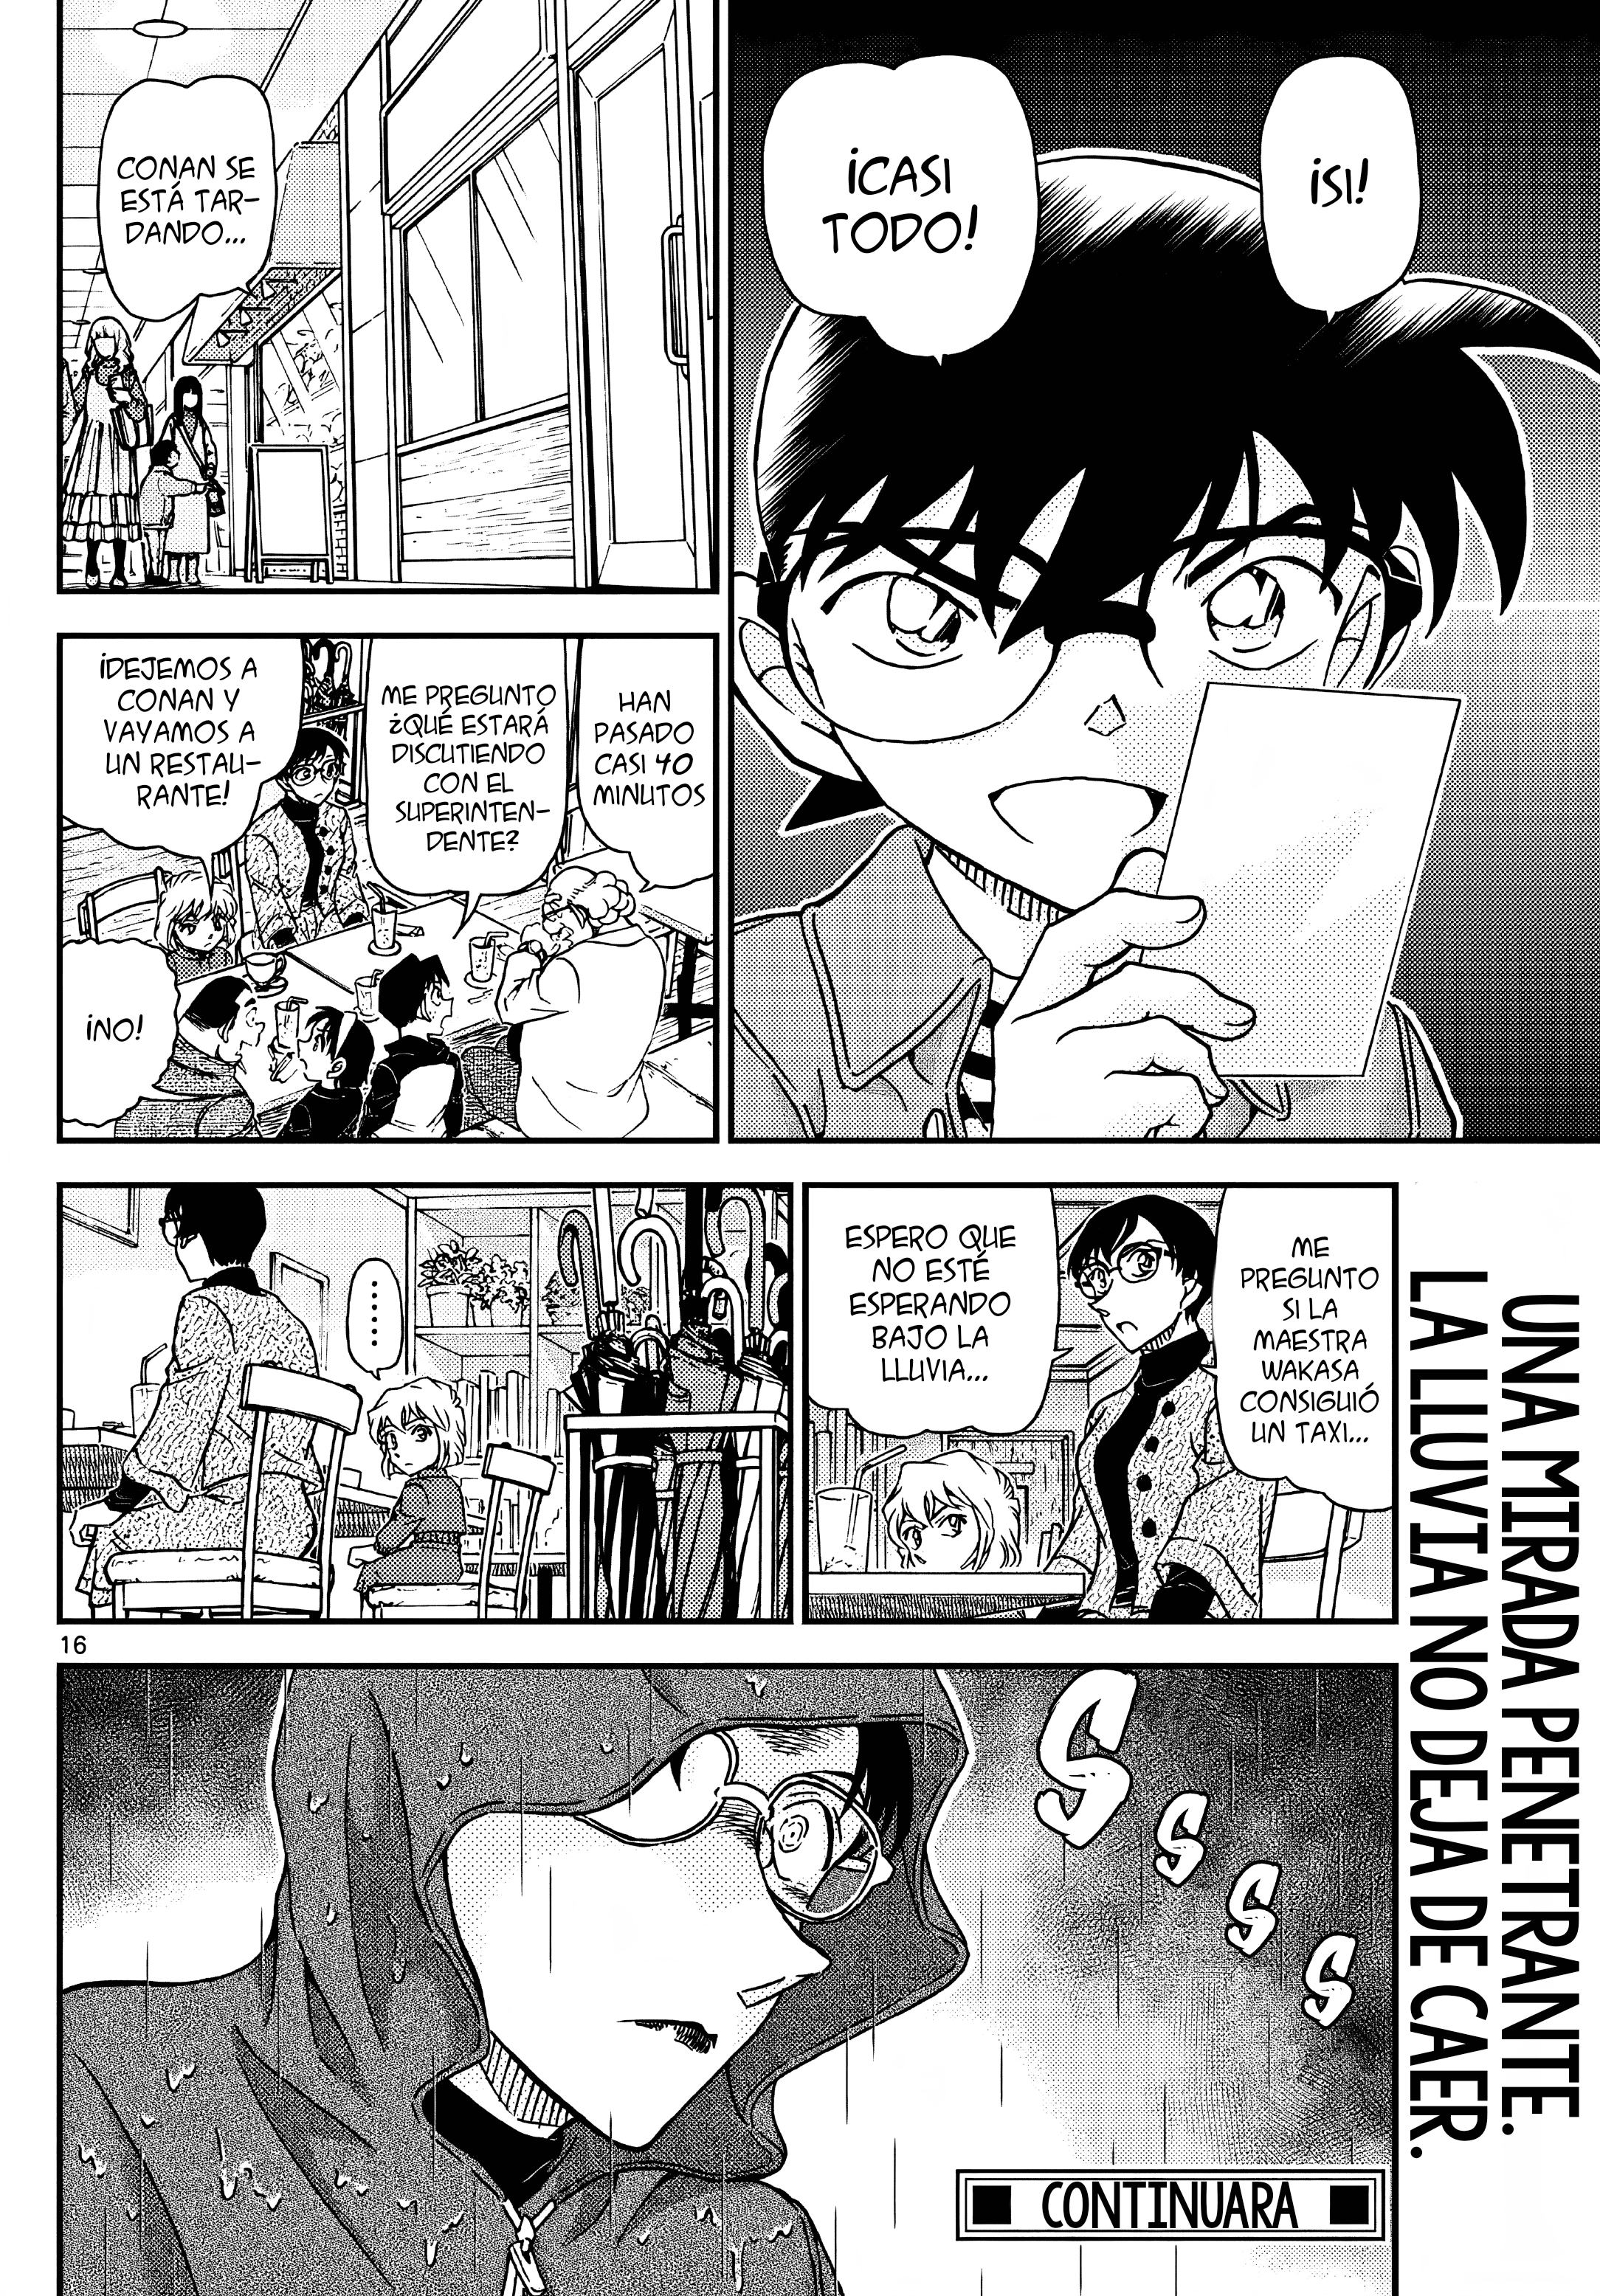 ¡SI!
¡CASI
TODO!
CONAN SE
ESTÁ TAR-
DANDO...
HAN
PASADO
CASI 40
MINUTOS
ME PREGUNTO
¿QUÉ ESTARÁ
DISCUTIENDO
CON EL
SUPERINTEN-
DENTE?
¡DEJEMOS A
CONAN Y
VAYAMOS A
UN RESTAU-
RANTE!
¡NO!
ME
PREGUNTO
SI LA
MAESTRA
WAKASA
CONSIGUIÓ
UN TAXI...
ESPERO QUE
NO ESTÉ
ESPERANDO
BAJO LA
LLUVIA...
......
16
S S S S S
UNA MIRADA PENETRANTE.
LA LLUVIA NO DEJA DE CAER.
■ CONTINUARA ■